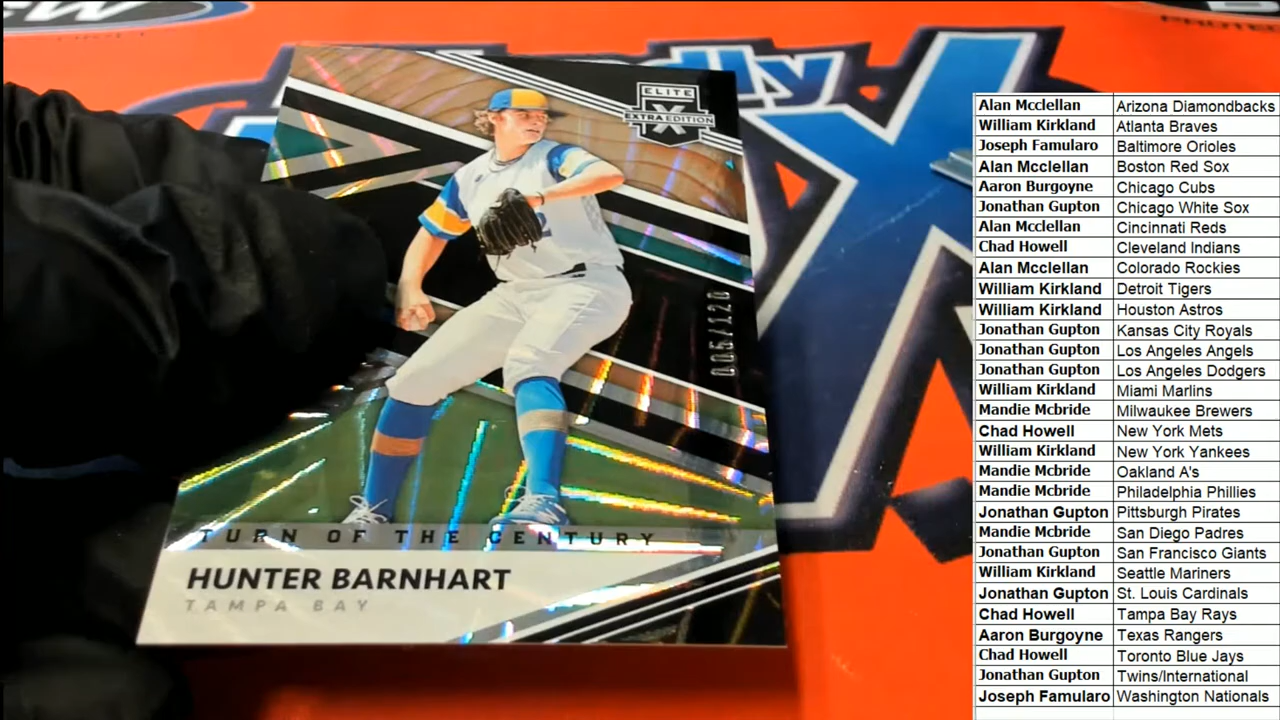 ELITE
X
EXTRA EDITION
005/120
TURN OF THE CENTURY
HUNTER BARNHART
TAMPA BAY
Alan Mcclellan Arizona Diamondbacks
William Kirkland Atlanta Braves
Joseph Famularo Baltimore Orioles
Alan Mcclellan Boston Red Sox
Aaron Burgoyne Chicago Cubs
Jonathan Gupton Chicago White Sox
Alan Mcclellan Cincinnati Reds
Chad Howell Cleveland Indians
Alan Mcclellan Colorado Rockies
William Kirkland Detroit Tigers
William Kirkland Houston Astros
Jonathan Gupton Kansas City Royals
Jonathan Gupton Los Angeles Angels
Jonathan Gupton Los Angeles Dodgers
William Kirkland Miami Marlins
Mandie Mcbride Milwaukee Brewers
Chad Howell New York Mets
William Kirkland New York Yankees
Mandie Mcbride Oakland A's
Mandie Mcbride Philadelphia Phillies
Jonathan Gupton Pittsburgh Pirates
Mandie Mcbride San Diego Padres
Jonathan Gupton San Francisco Giants
William Kirkland Seattle Mariners
Jonathan Gupton St. Louis Cardinals
Chad Howell Tampa Bay Rays
Aaron Burgoyne Texas Rangers
Chad Howell Toronto Blue Jays
Jonathan Gupton Twins/International
Joseph Famularo Washington Nationals